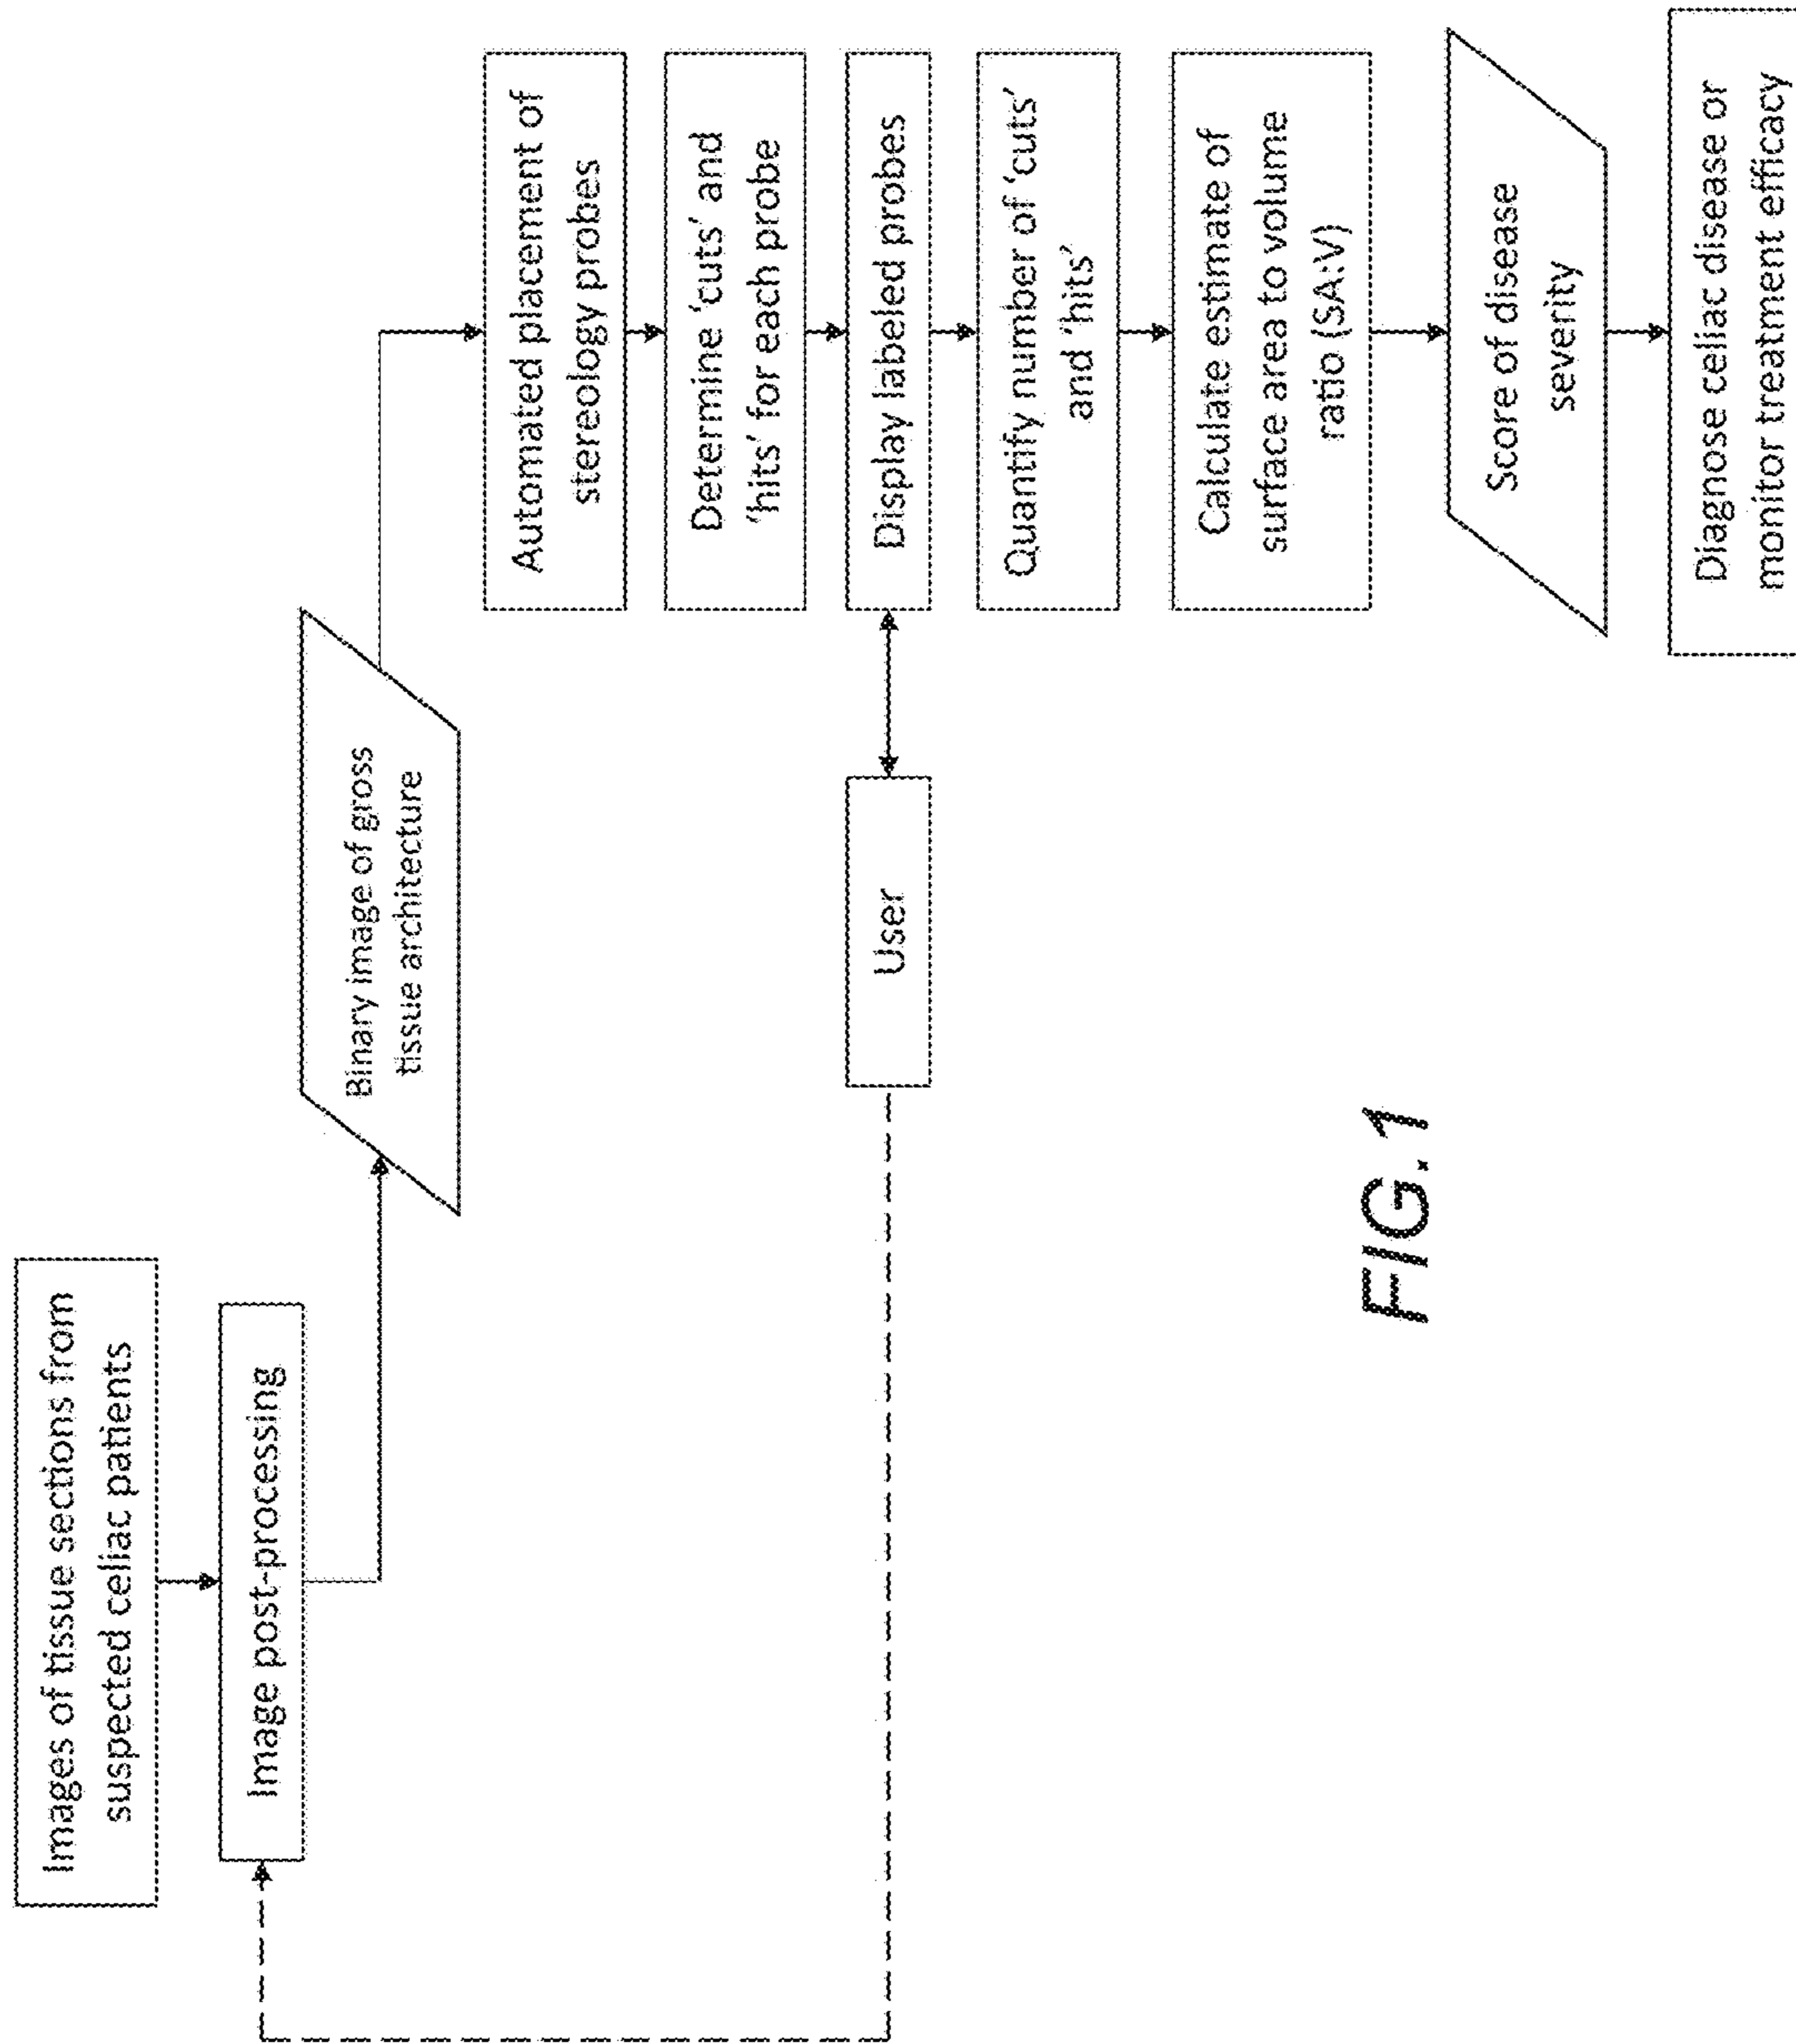 Images of tissue sections from
suspected celiac patients
Image post-processing
Binary image of gross
tissue architecture
Automated placement of
stereology probes
Determine ‘cuts’ and
‘hits’ for each probe
User
Display labeled probes
Quantify number of ‘cuts’
and ‘hits’
Calculate estimate of
surface area to volume
ratio (SA:V)
Score of disease
severity
Diagnose celiac disease or
monitor treatment efficacy
FIG. 1